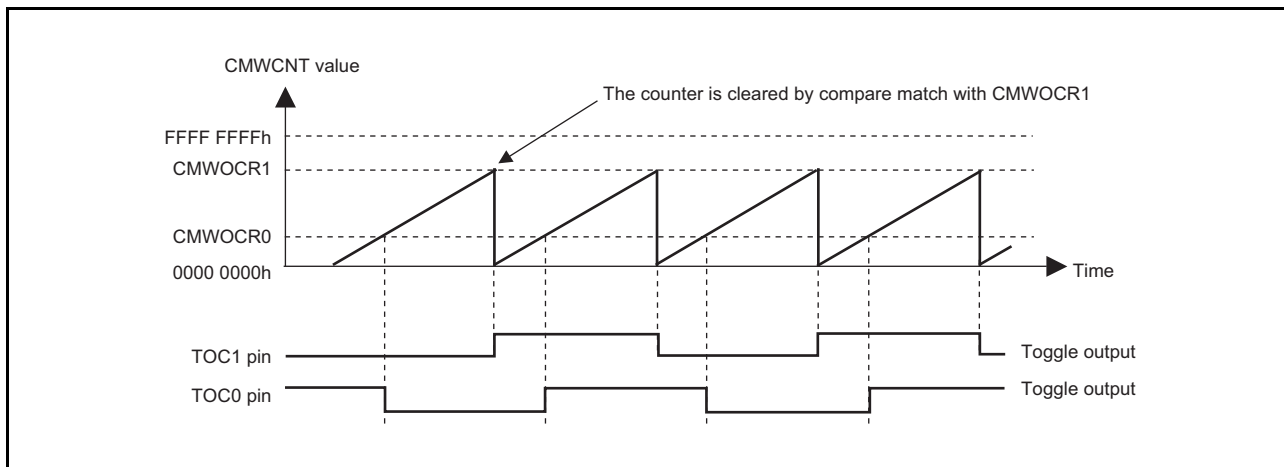 CMWCNT value
The counter is cleared by compare match with CMWOCR1
FFFF FFFFh
CMWOCR1
CMWOCR0
0000 0000h
Time
TOC1 pin
Toggle output
TOC0 pin
Toggle output